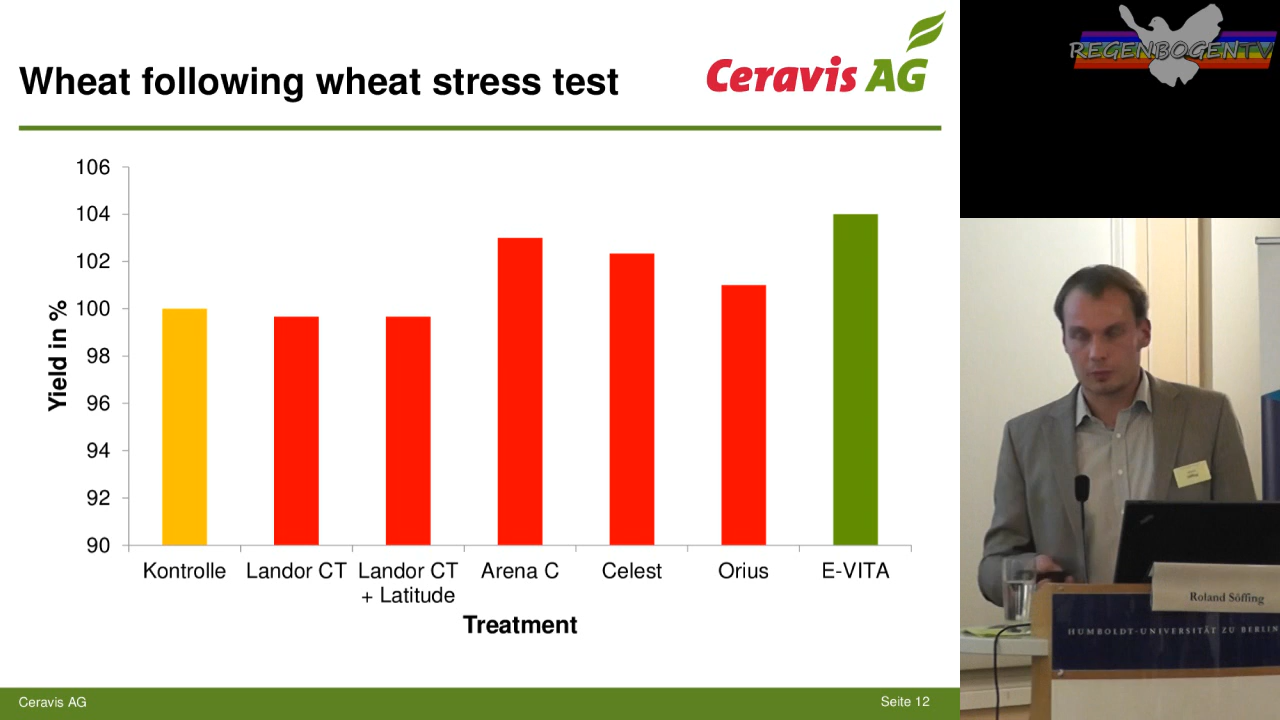 Wheat following wheat stress test
Ceravis AG
106
104
102
100
98
96
94
92
90
Yield in %
Kontrolle
Landor CT
Landor CT
+ Latitude
Arena C
Celest
Orius
E-VITA
Treatment
Ceravis AG
Seite 12
REGENBOGENTV
Roland Söffing
HUMBOLDT-UNIVERSITÄT ZU BERLIN